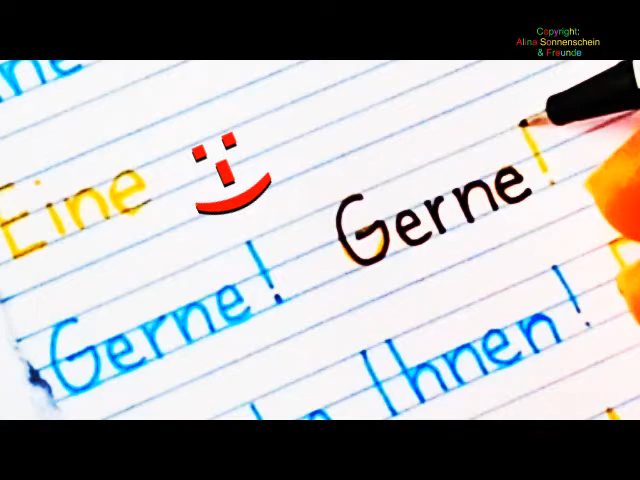 Copyright:
Alina Sonnenschein
& Freunde
Eine
Gerne!
Gerne!
Ihnen!